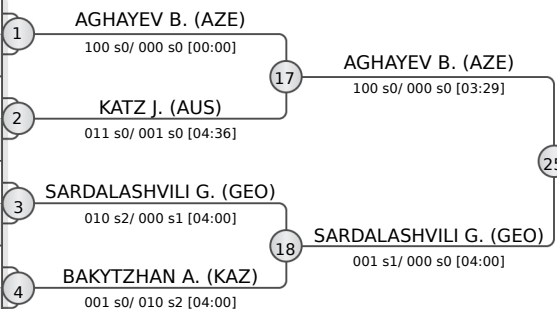 1
AGHAYEV B. (AZE)
100 s0/ 000 s0 [00:00]
17
AGHAYEV B. (AZE)
100 s0/ 000 s0 [03:29]
2
KATZ J. (AUS)
011 s0/ 001 s0 [04:36]
25
3
SARDALASHVILI G. (GEO)
010 s2/ 000 s1 [04:00]
18
SARDALASHVILI G. (GEO)
001 s1/ 000 s0 [04:00]
4
BAKYTZHAN A. (KAZ)
001 s0/ 010 s2 [04:00]